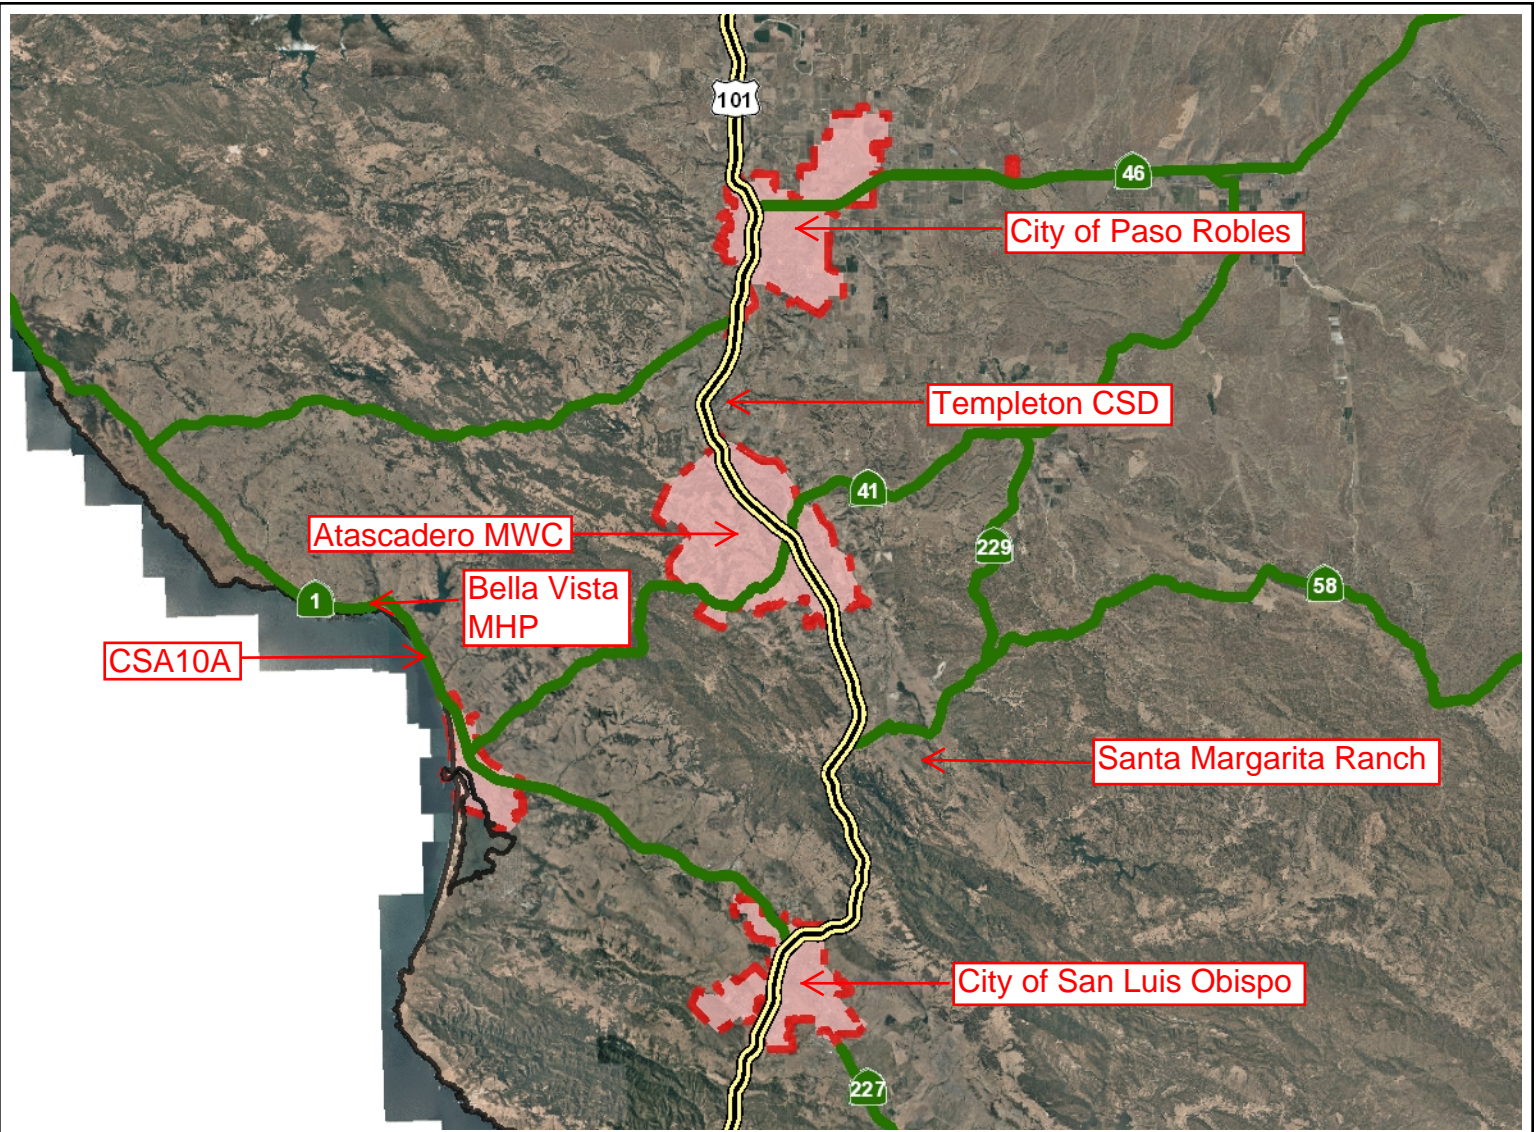 101
46
City of Paso Robles
Templeton CSD
41
Atascadero MWC
229
Bella Vista
MHP
58
1
CSA10A
Santa Margarita Ranch
City of San Luis Obispo
227